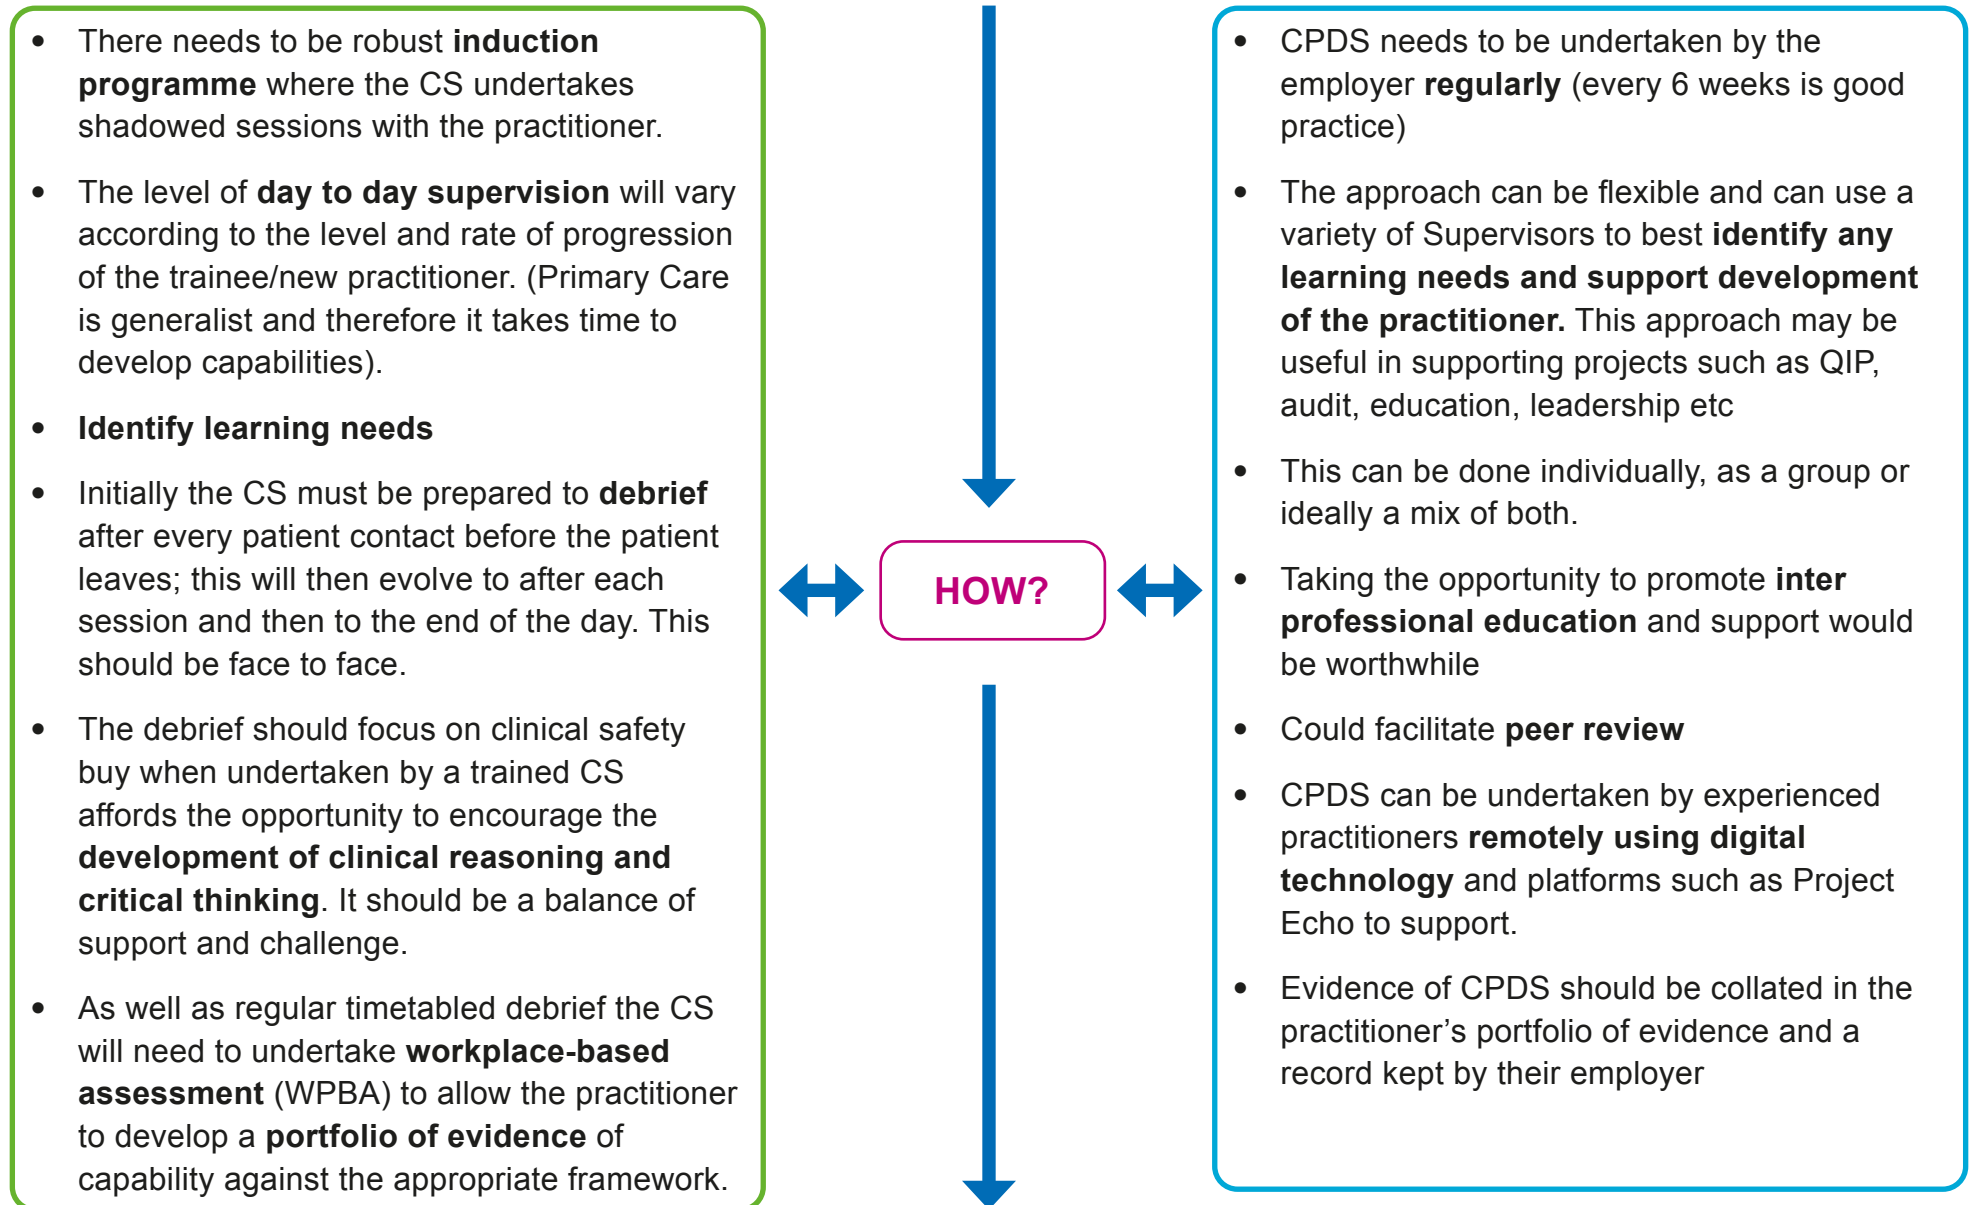 • There needs to be robust induction
programme where the CS undertakes
shadowed sessions with the practitioner.
• The level of day to day supervision will vary
according to the level and rate of progression
of the trainee/new practitioner. (Primary Care
is generalist and therefore it takes time to
develop capabilities).
• Identify learning needs
• Initially the CS must be prepared to debrief
after every patient contact before the patient
leaves; this will then evolve to after each
session and then to the end of the day. This
should be face to face.
• The debrief should focus on clinical safety
buy when undertaken by a trained CS
affords the opportunity to encourage the
development of clinical reasoning and
critical thinking. It should be a balance of
support and challenge.
• As well as regular timetabled debrief the CS
will need to undertake workplace-based
assessment (WPBA) to allow the practitioner
to develop a portfolio of evidence of
capability against the appropriate framework.
HOW?
• CPDS needs to be undertaken by the
employer regularly (every 6 weeks is good
practice)
• The approach can be flexible and can use a
variety of Supervisors to best identify any
learning needs and support development
of the practitioner. This approach may be
useful in supporting projects such as QIP,
audit, education, leadership etc
• This can be done individually, as a group or
ideally a mix of both.
• Taking the opportunity to promote inter
professional education and support would
be worthwhile
• Could facilitate peer review
• CPDS can be undertaken by experienced
practitioners remotely using digital
technology and platforms such as Project
Echo to support.
• Evidence of CPDS should be collated in the
practitioner’s portfolio of evidence and a
record kept by their employer